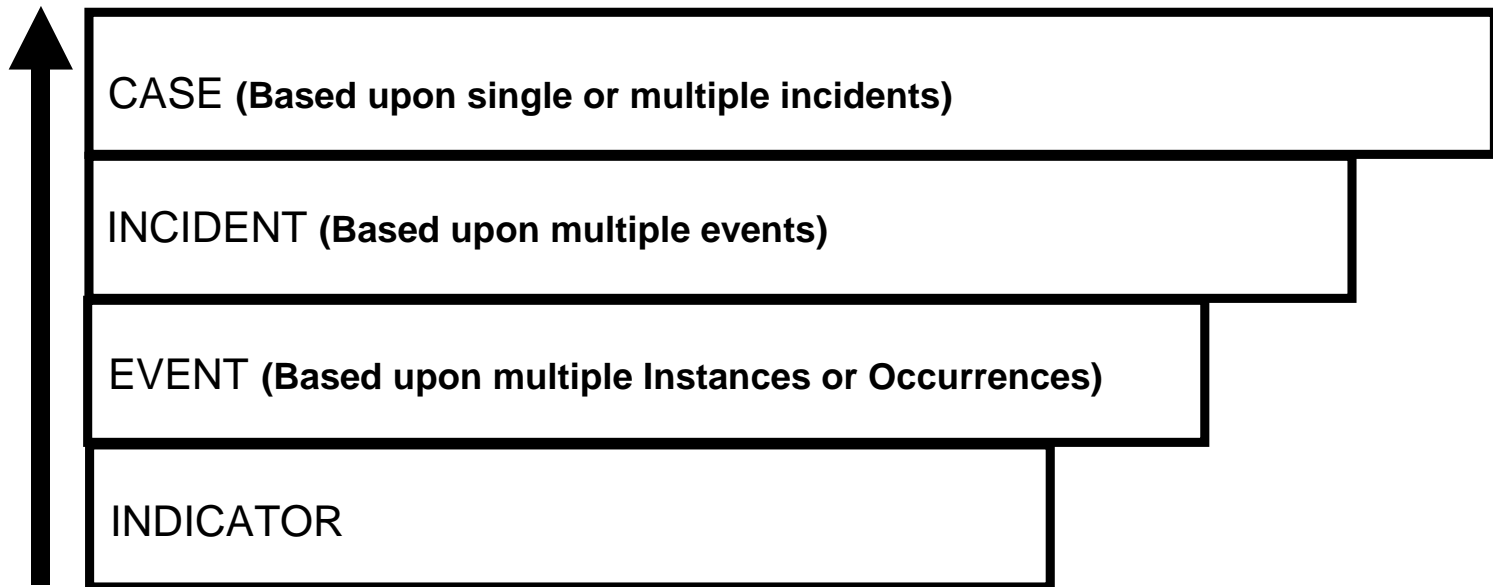 CASE (Based upon single or multiple incidents)
INCIDENT (Based upon multiple events)
EVENT (Based upon multiple Instances or Occurrences)
INDICATOR